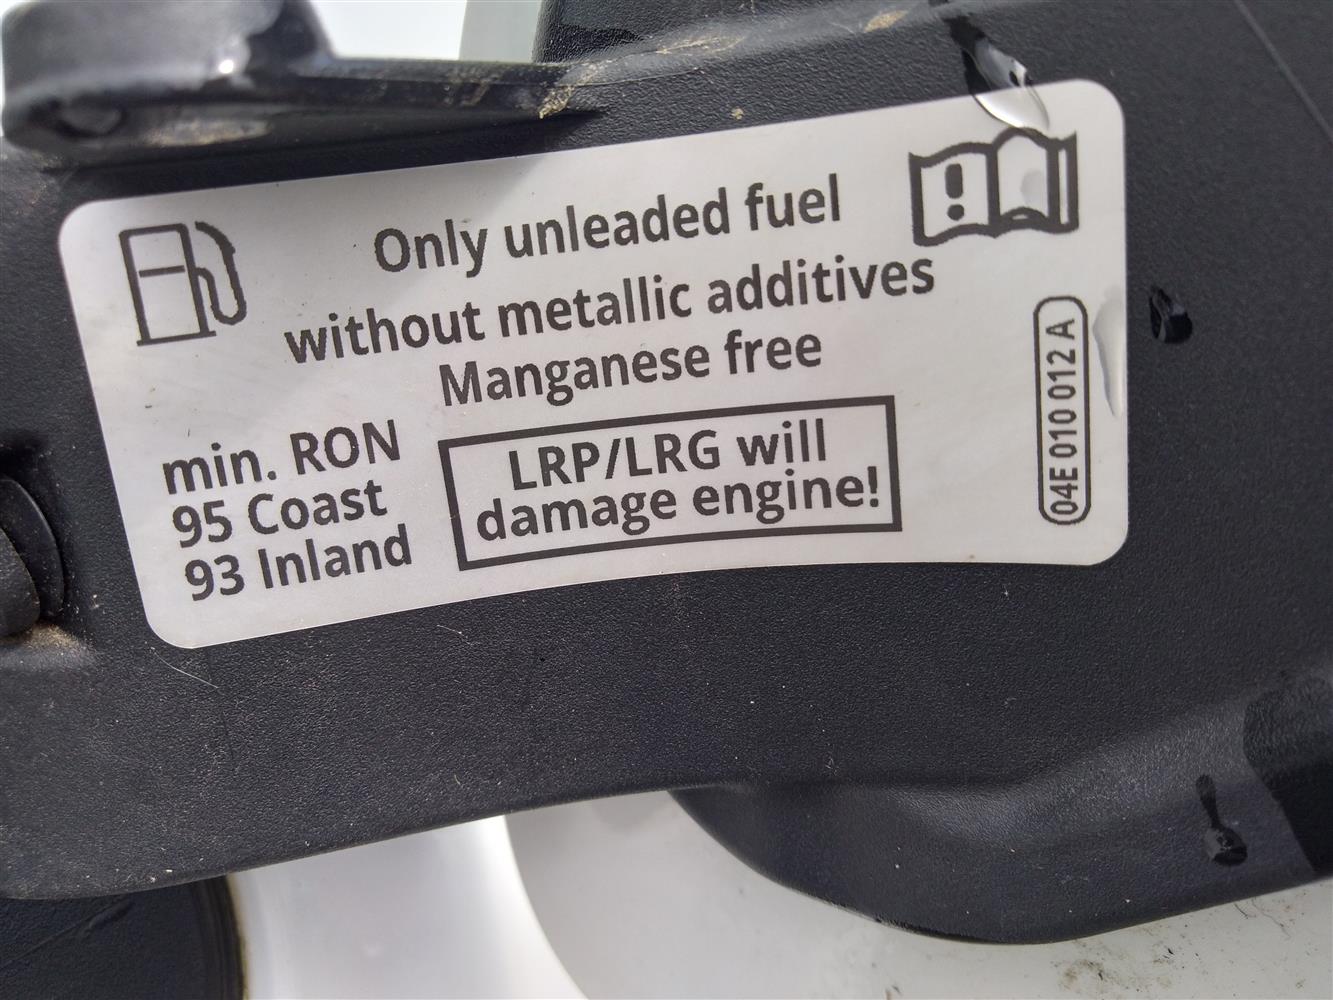 Only unleaded fuel
without metallic additives
Manganese free
min. RON
95 Coast
93 Inland
LRP/LRG will
damage engine!
04E 010 012 A